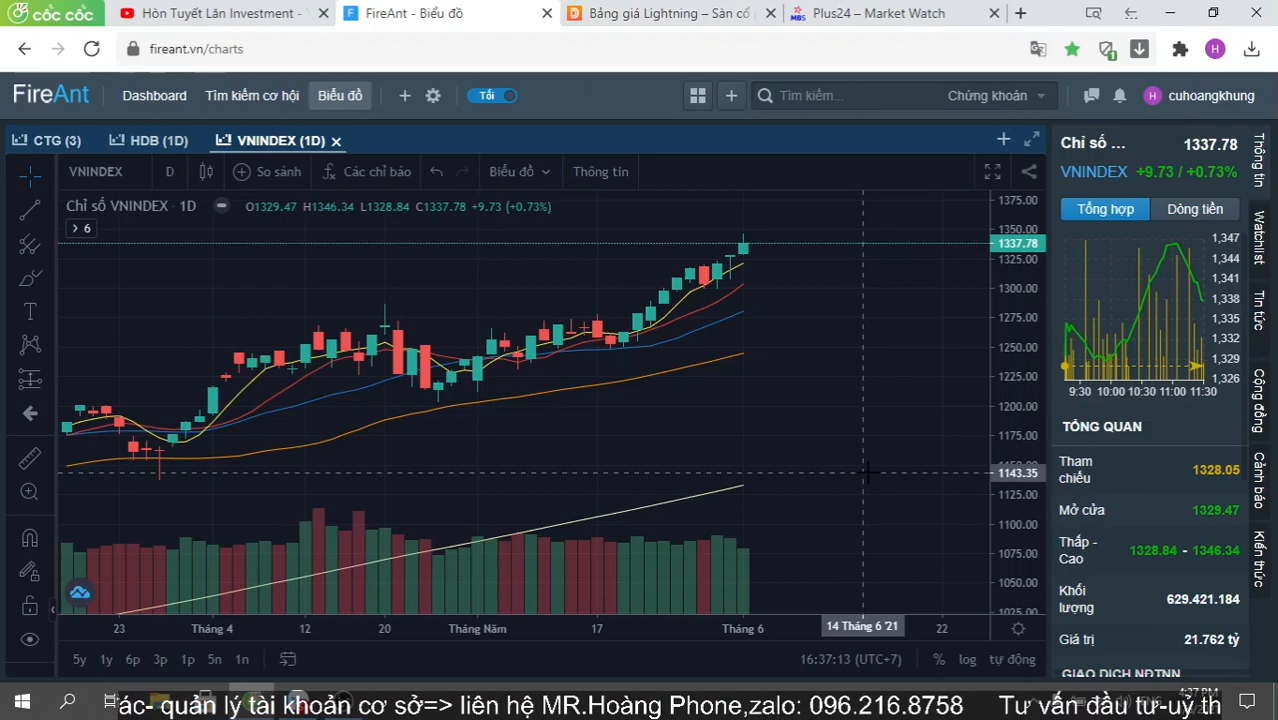 cốc cốc
Hòn Tuyết Lăn Investment -
FireAnt - Biểu đồ
Bảng giá Lightning – Sàn cổ
Plus24 – Market Watch
fireant.vn/charts
FireAnt
Dashboard
Tìm kiếm cơ hội
Biểu đồ
Tối
Tìm kiếm...
Chứng khoán
cuhoangkhung
CTG (3)
HDB (1D)
VNINDEX (1D)
VNINDEX
D
So sánh
Các chỉ báo
Biểu đồ
Thông tin
Chỉ số VNINDEX · 1D
O1329.47 H1346.34 L1328.84 C1337.78 +9.73 (+0.73%)
6
1375.00
1350.00
1337.78
1325.00
1300.00
1275.00
1250.00
1225.00
1200.00
1175.00
1143.35
1125.00
1100.00
1075.00
1050.00
23
Tháng 4
12
20
Tháng Năm
17
Tháng 6
14 Tháng 6 '21
22
5y
1y
6p
3p
1p
5n
1n
16:37:13 (UTC+7)
%
log
tự động
Chỉ số ...
1337.78
VNINDEX
+9.73 / +0.73%
Tổng hợp
Dòng tiền
1,347
1,344
1,341
1,338
1,335
1,332
1,329
1,326
9:30 10:00 10:30 11:00 11:30
TỔNG QUAN
Tham chiếu
1328.05
Mở cửa
1329.47
Thấp - Cao
1328.84 - 1346.34
Khối lượng
629.421.184
Giá trị
21.762 tỷ
GIAO DỊCH NĐTNN
Thông tin
Watchlist
Tin tức
Cộng đồng
Cảnh báo
Kiến thức
ác- quản lý tài khoản cơ sở=> liên hệ MR.Hoàng Phone,zalo: 096.216.8758
Tư vấn đầu tư-uỷ th